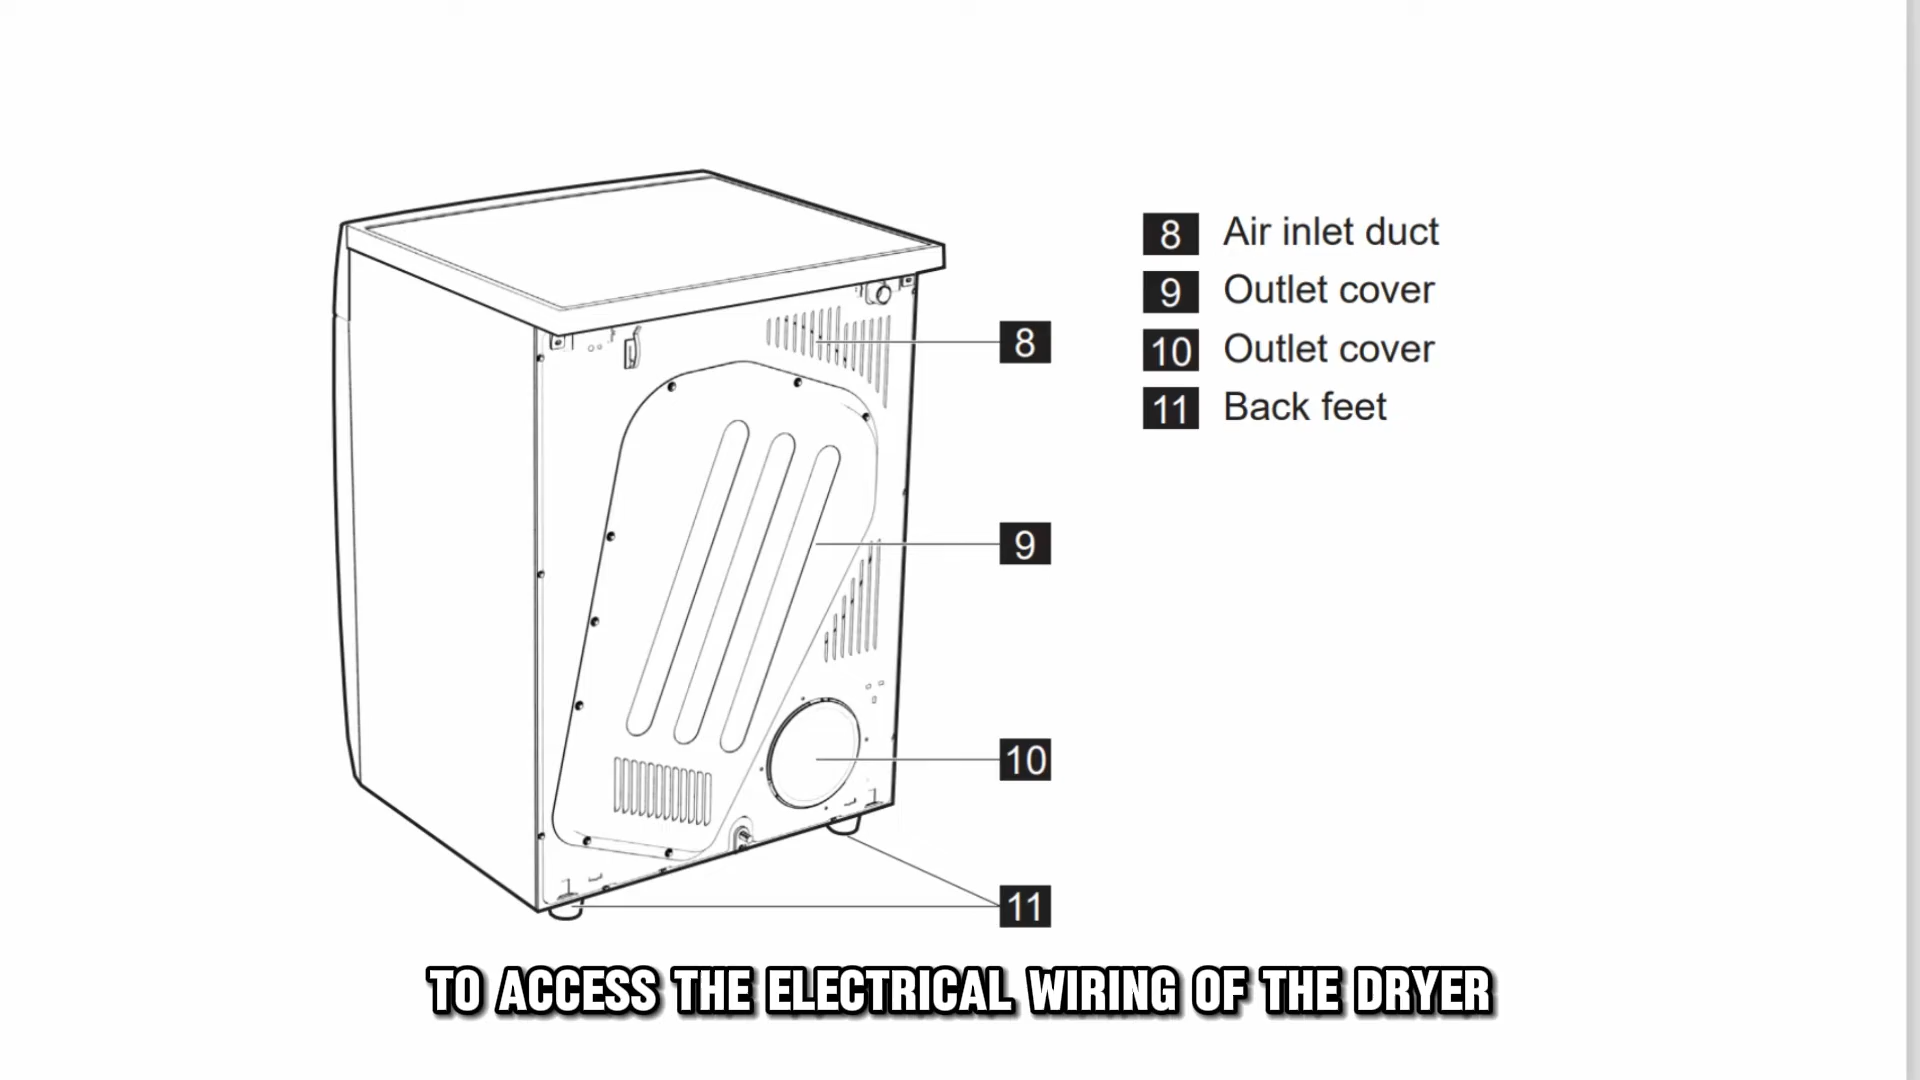 8 Air inlet duct
9 Outlet cover
10 Outlet cover
11 Back feet
8
9
10
11
TO ACCESS THE ELECTRICAL WIRING OF THE DRYER